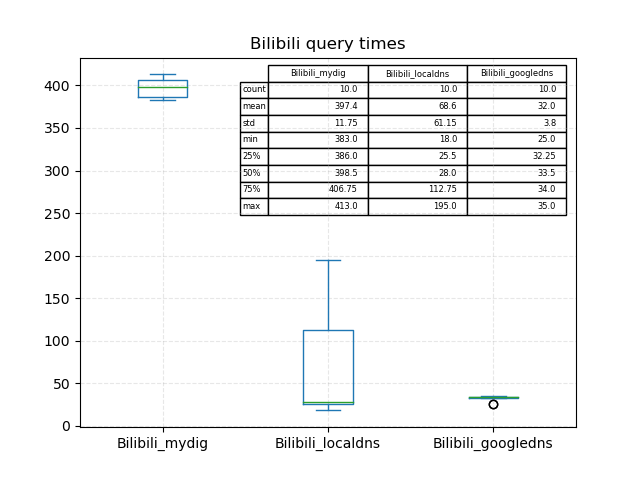 Bilibili query times
Bilibili_mydig Bilibili_localdns Bilibili_googledns
count 10.0 10.0 10.0
mean 397.4 68.6 32.0
std 11.75 61.15 3.8
min 383.0 18.0 25.0
25% 386.0 25.5 32.25
50% 398.5 28.0 33.5
75% 406.75 112.75 34.0
max 413.0 195.0 35.0
400
350
300
250
200
150
100
50
0
Bilibili_mydig Bilibili_localdns Bilibili_googledns